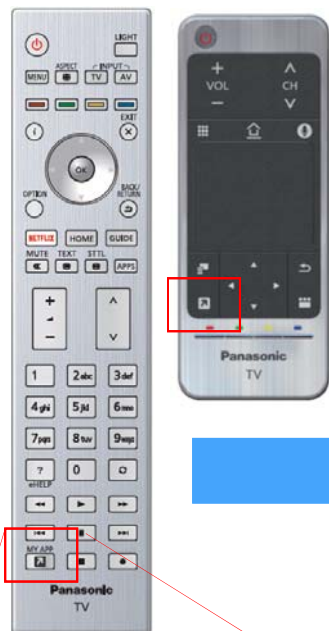 LIGHT
ASPECT
INPUT
MENU
TV
AV
EXIT
OK
OPTION
BACK/
RETURN
NETFLIX
HOME
GUIDE
MUTE
TEXT
STTL
APPS
+
∧
−
∨
1
2abc
3def
4ghi
5jkl
6mno
7pqrs
8tuv
9wxyz
?
0
eHELP
MY APP
Panasonic
TV
+
∧
VOL
CH
−
∨
Panasonic
TV